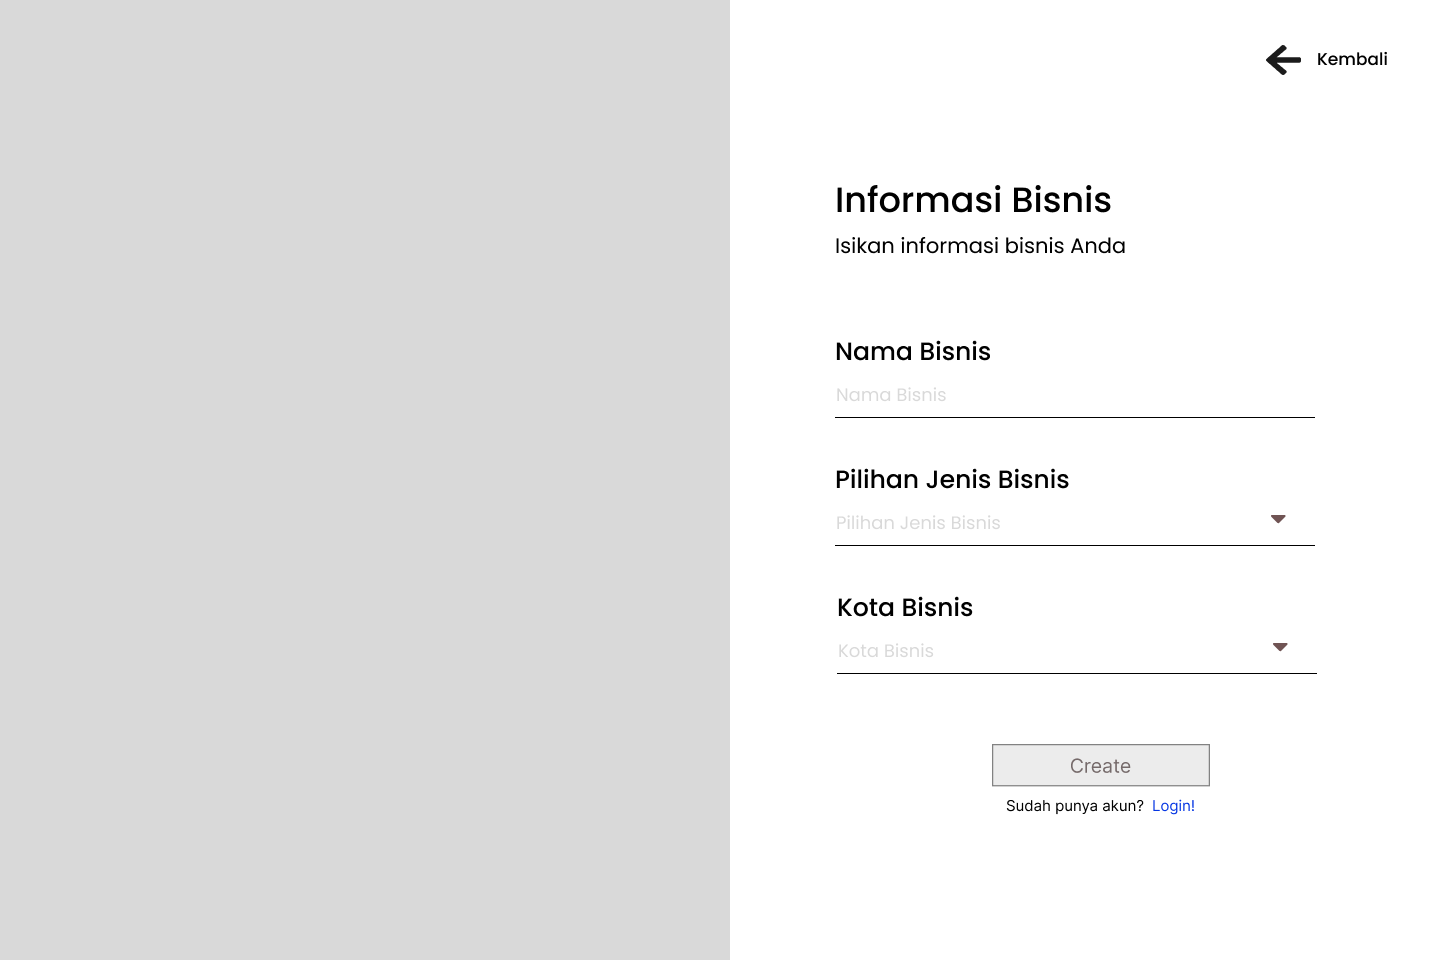 Kembali
Informasi Bisnis
Isikan informasi bisnis Anda
Nama Bisnis
Nama Bisnis
Pilihan Jenis Bisnis
Pilihan Jenis Bisnis
Kota Bisnis
Kota Bisnis
Create
Sudah punya akun? Login!